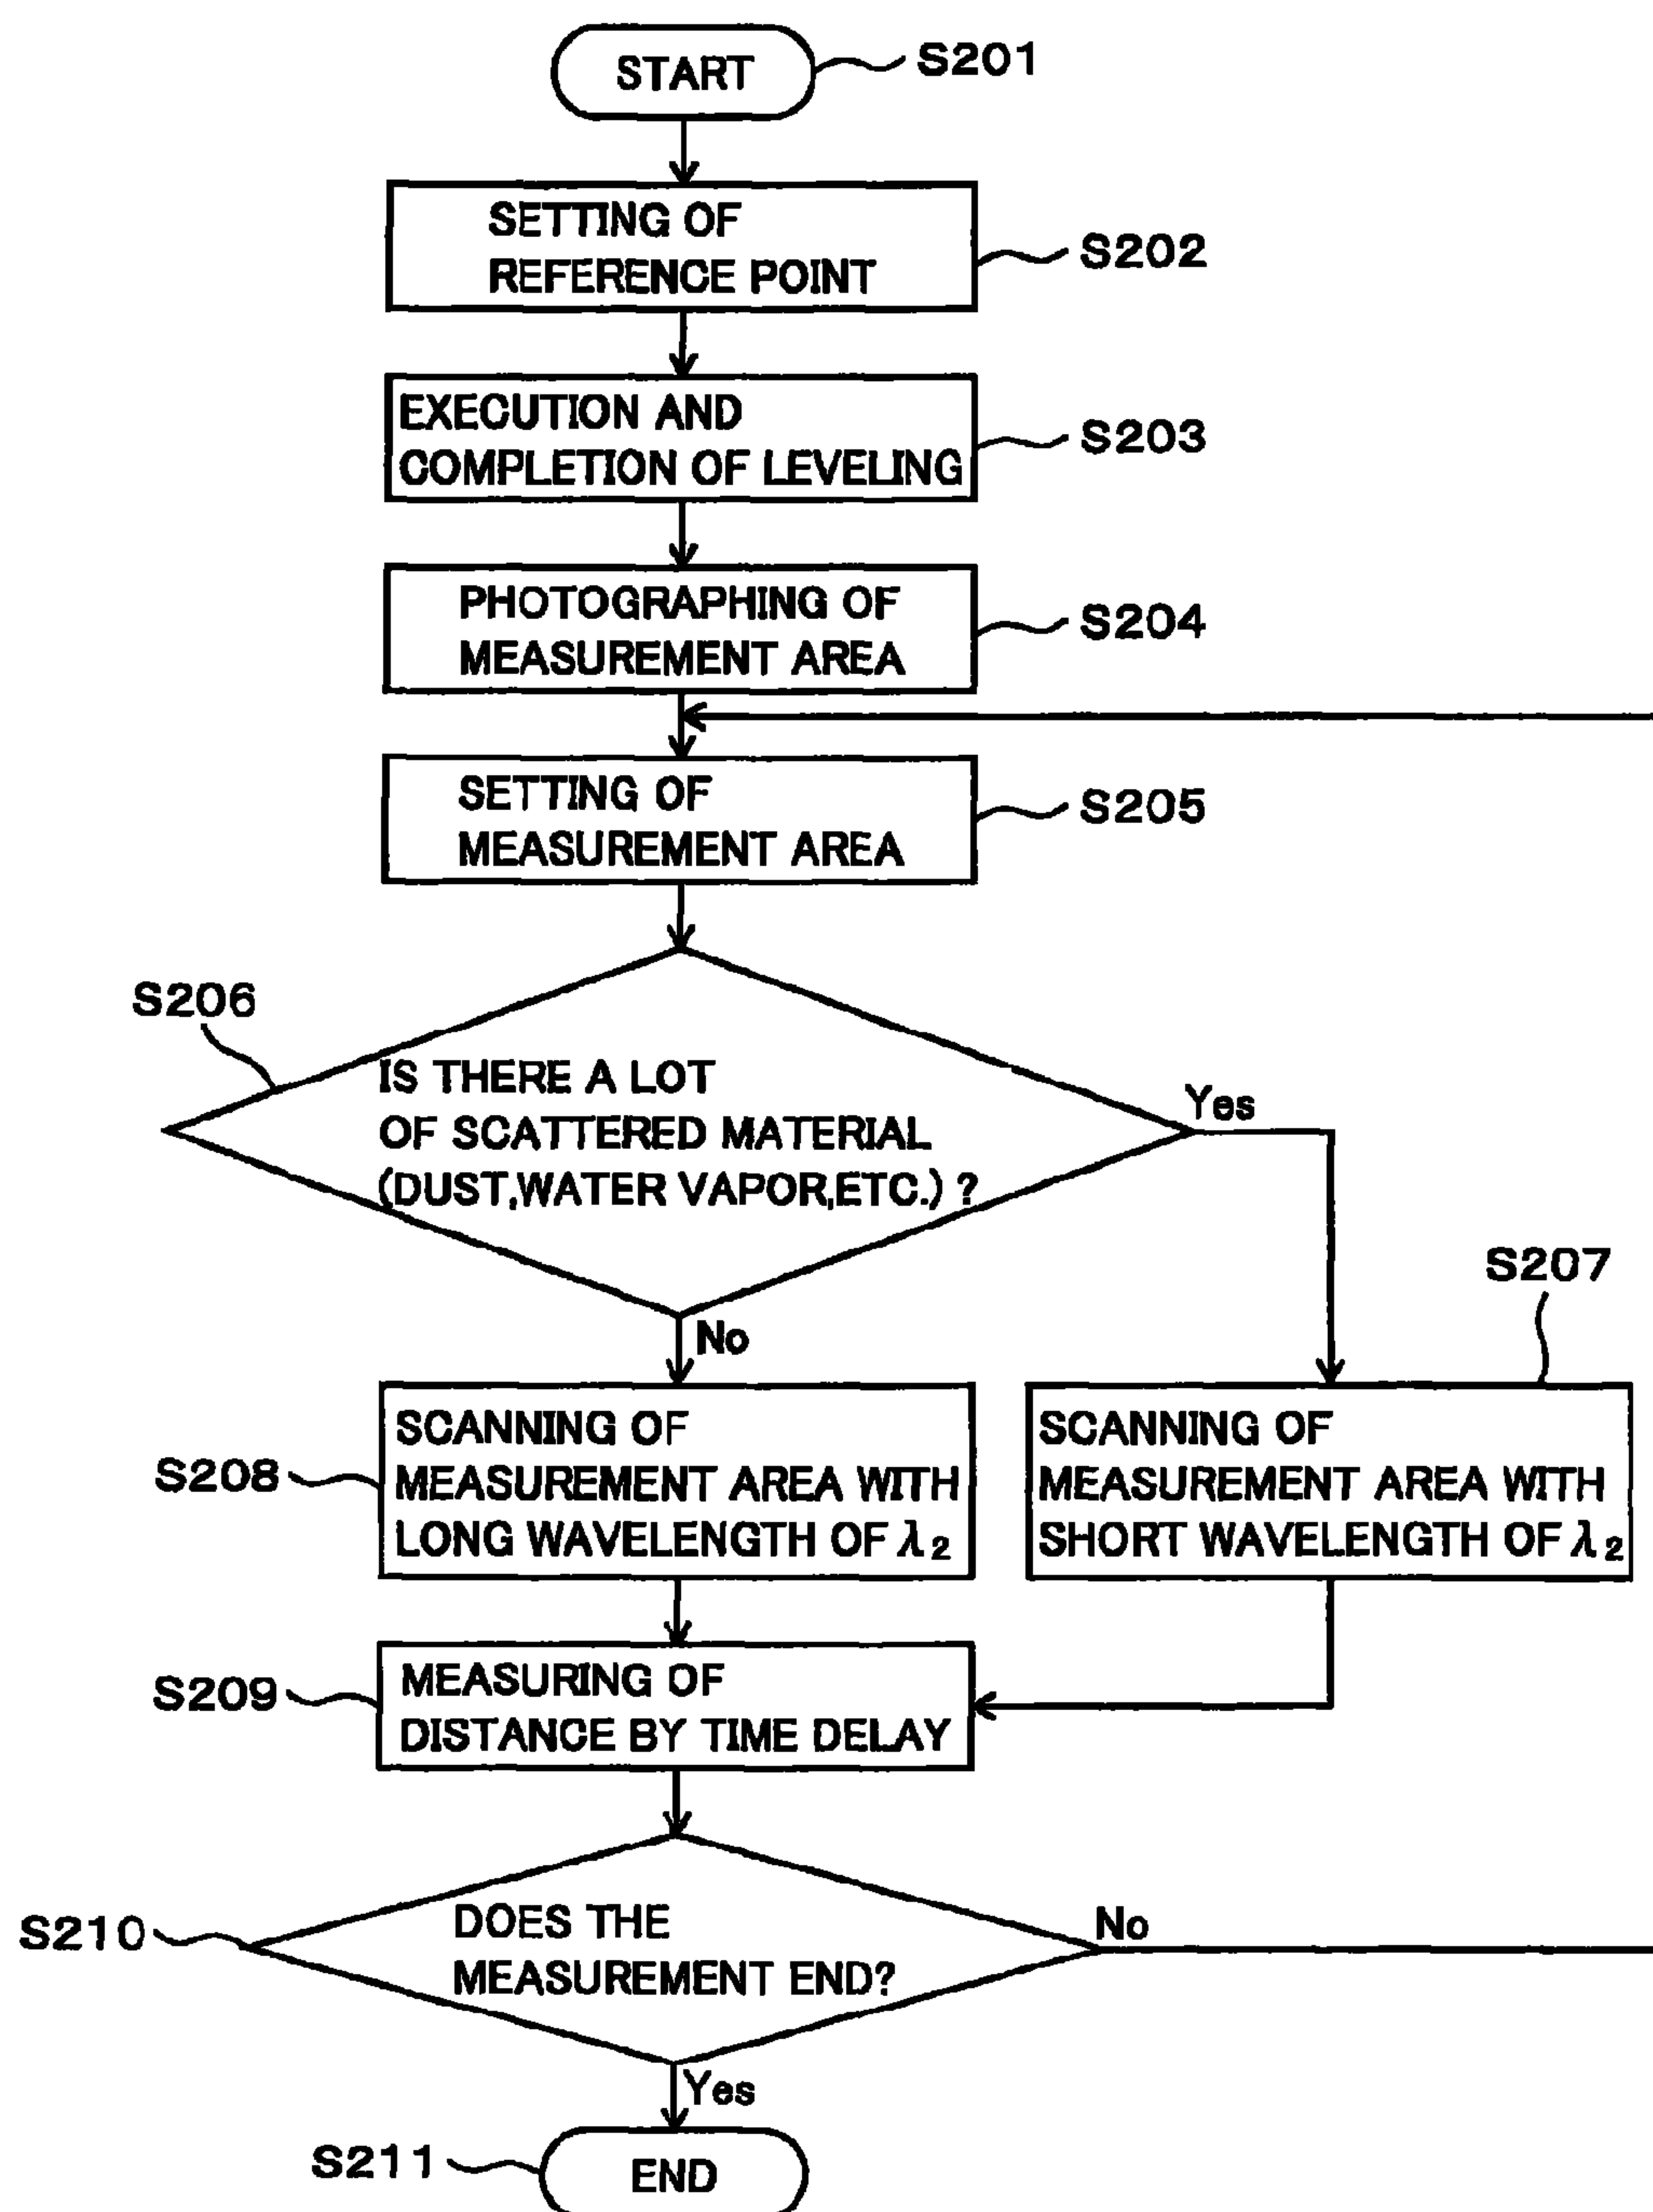 START
S201
SETTING OF
REFERENCE POINT
S202
EXECUTION AND
COMPLETION OF LEVELING
S203
PHOTOGRAPHING OF
MEASUREMENT AREA
S204
SETTING OF
MEASUREMENT AREA
S205
S206
IS THERE A LOT
OF SCATTERED MATERIAL
(DUST,WATER VAPOR,ETC.) ?
Yes
No
S207
SCANNING OF
MEASUREMENT AREA WITH
SHORT WAVELENGTH OF λ2
S208
SCANNING OF
MEASUREMENT AREA WITH
LONG WAVELENGTH OF λ2
S209
MEASURING OF
DISTANCE BY TIME DELAY
S210
DOES THE
MEASUREMENT END?
No
Yes
S211
END